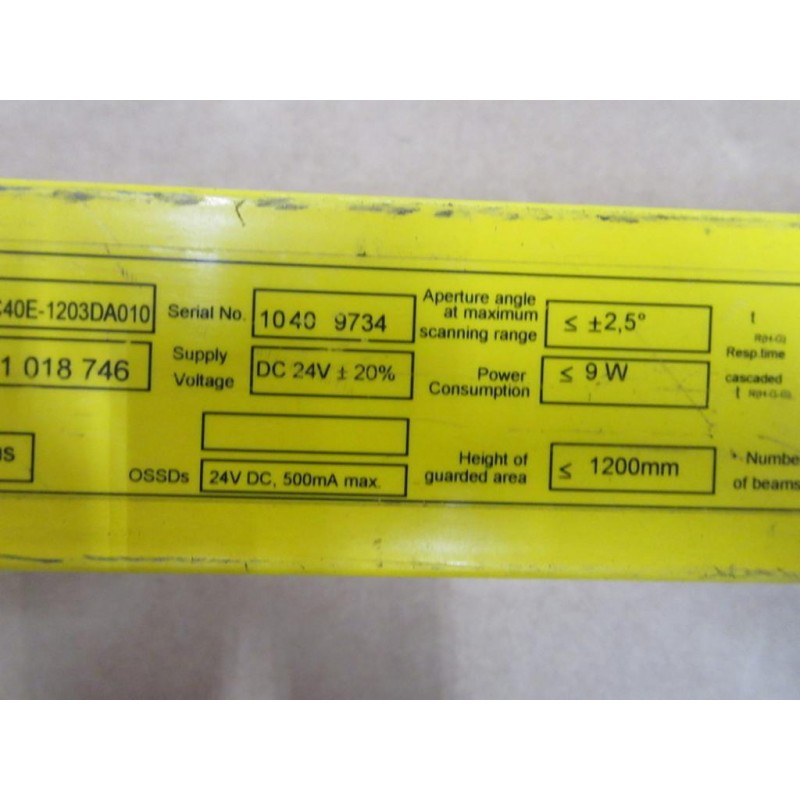 C40E-1203DA010
Serial No.
1040 9734
Aperture angle
at maximum
scanning range
≤ ±2,5°
t
R(H-G)
1 018 746
Supply
Voltage
DC 24V ± 20%
Power
Consumption
≤ 9 W
Resp.time
cascaded
t R(H-G-G)
OSSDs
24V DC, 500mA max.
Height of
guarded area
≤ 1200mm
Numbe
of beams